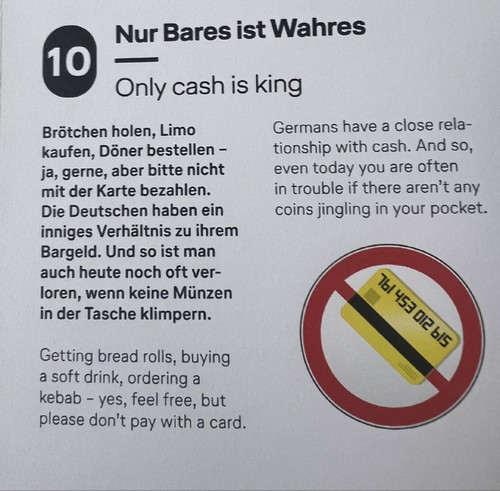 10
Nur Bares ist Wahres
Only cash is king
Brötchen holen, Limo
kaufen, Döner bestellen –
ja, gerne, aber bitte nicht
mit der Karte bezahlen.
Die Deutschen haben ein
inniges Verhältnis zu ihrem
Bargeld. Und so ist man
auch heute noch oft ver-
loren, wenn keine Münzen
in der Tasche klimpern.
Getting bread rolls, buying
a soft drink, ordering a
kebab – yes, feel free, but
please don't pay with a card.
Germans have a close rela-
tionship with cash. And so,
even today you are often
in trouble if there aren't any
coins jingling in your pocket.
761 453 012 615